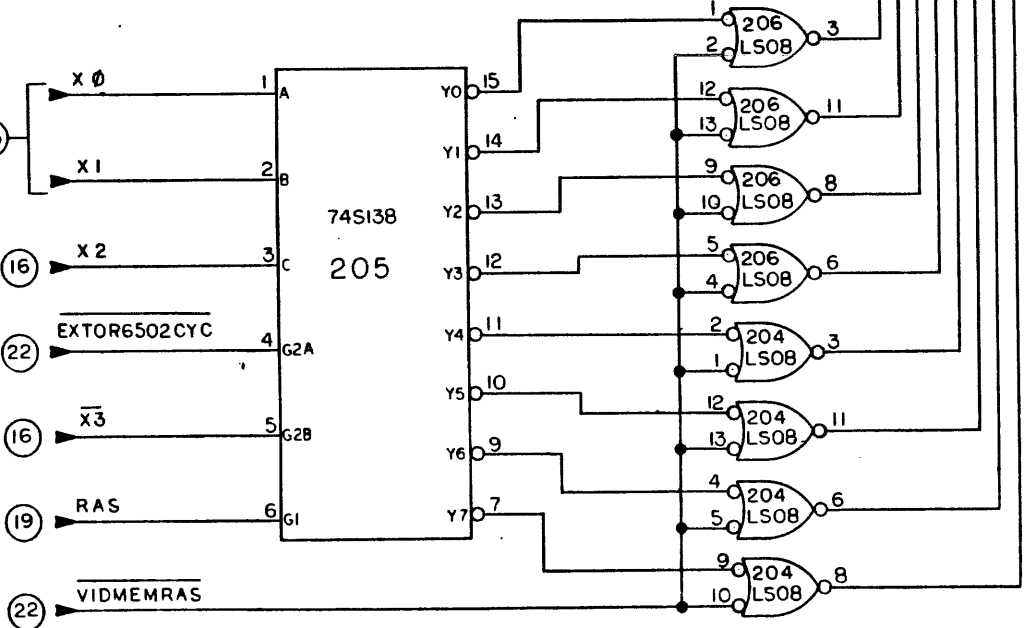 1
206
3
2
LS08
X Ø
1
A
Y0
15
12
206
11
13
LS08
Y1
14
X1
2
B
9
206
8
10
LS08
Y2
13
74S138
205
X2
16
3
C
Y3
12
5
206
6
4
LS08
EXTOR6502CYC
22
4
G2A
Y4
11
2
204
3
1
LS08
X3
16
5
G2B
Y5
10
12
204
11
13
LS08
Y6
9
RAS
19
6
G1
Y7
7
4
204
6
5
LS08
VIDMEMRAS
22
9
204
8
10
LS08